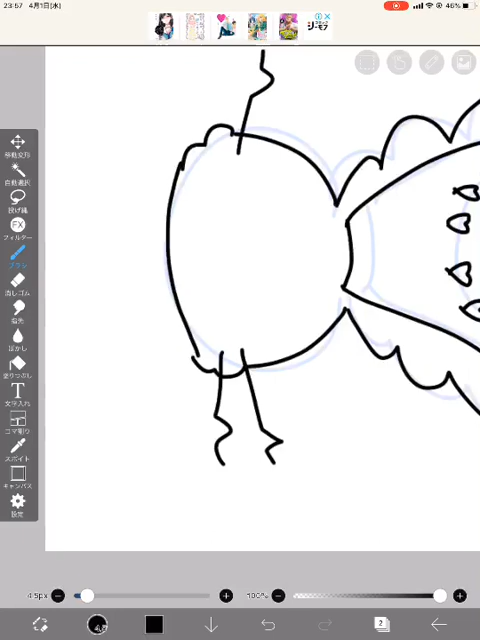 23:57 4月1日(水)
46%
シーモア
移動変形
自動選択
投げ縄
FX
フィルター
ブラシ
消しゴム
指先
ぼかし
塗りつぶし
T
文字入れ
コマ割り
スポイト
キャンバス
設定
4.5px
100%
2